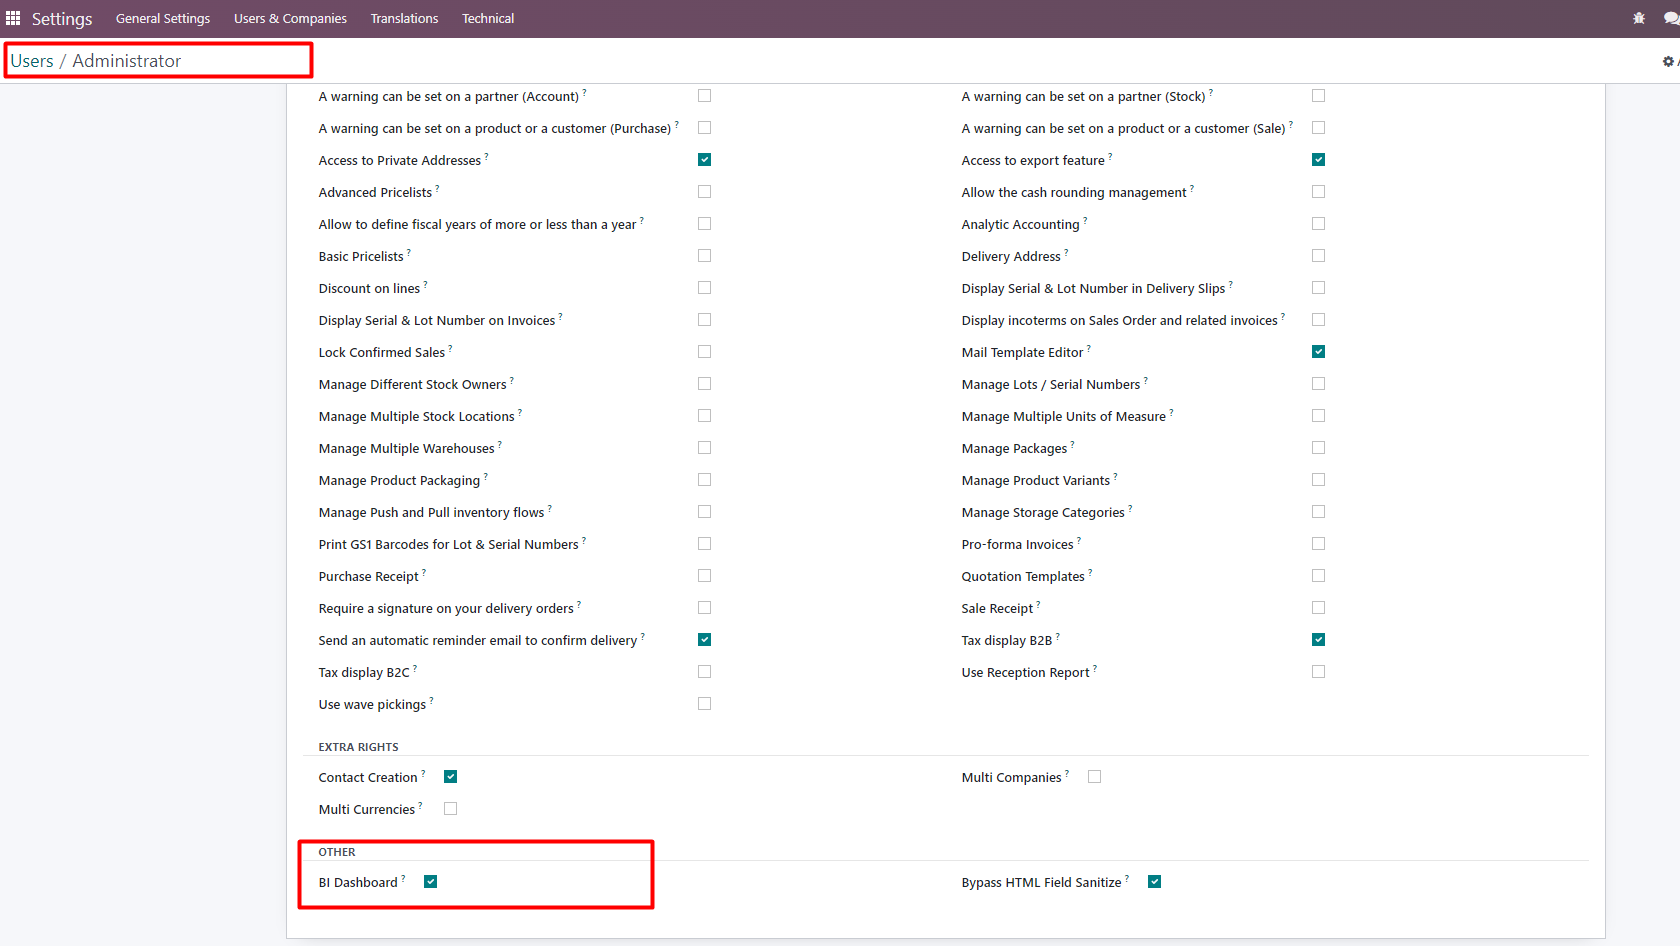 Settings General Settings Users & Companies Translations Technical
Users / Administrator
A warning can be set on a partner (Account) ? A warning can be set on a partner (Stock) ?
A warning can be set on a product or a customer (Purchase) ? A warning can be set on a product or a customer (Sale) ?
Access to Private Addresses ? Access to export feature ?
Advanced Pricelists ? Allow the cash rounding management ?
Allow to define fiscal years of more or less than a year ? Analytic Accounting ?
Basic Pricelists ? Delivery Address ?
Discount on lines ? Display Serial & Lot Number in Delivery Slips ?
Display Serial & Lot Number on Invoices ? Display incoterms on Sales Order and related invoices ?
Lock Confirmed Sales ? Mail Template Editor ?
Manage Different Stock Owners ? Manage Lots / Serial Numbers ?
Manage Multiple Stock Locations ? Manage Multiple Units of Measure ?
Manage Multiple Warehouses ? Manage Packages ?
Manage Product Packaging ? Manage Product Variants ?
Manage Push and Pull inventory flows ? Manage Storage Categories ?
Print GS1 Barcodes for Lot & Serial Numbers ? Pro-forma Invoices ?
Purchase Receipt ? Quotation Templates ?
Require a signature on your delivery orders ? Sale Receipt ?
Send an automatic reminder email to confirm delivery ? Tax display B2B ?
Tax display B2C ? Use Reception Report ?
Use wave pickings ?
EXTRA RIGHTS
Contact Creation ? Multi Companies ?
Multi Currencies ?
OTHER
BI Dashboard ? Bypass HTML Field Sanitize ?